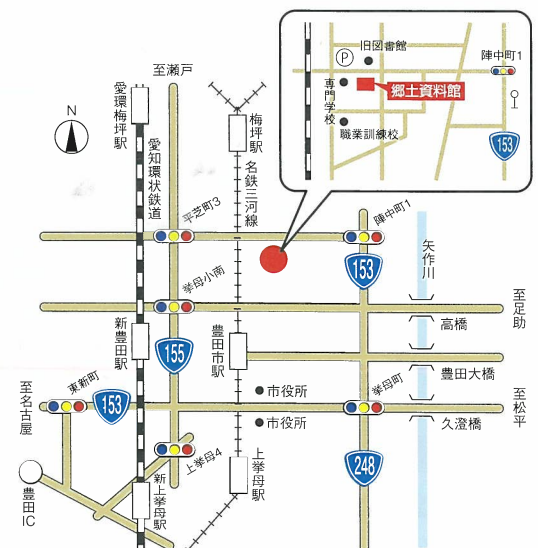 旧図書館
P
陣中町1
専門学校
郷土資料館
職業訓練校
153
至瀬戸
N
愛環梅坪駅
愛知環状鉄道
梅坪駅
名鉄三河線
平芝町3
陣中町1
153
矢作川
挙母小南
至足助
高橋
新豊田駅
155
豊田市駅
豊田大橋
至名古屋
東新町
153
市役所
市役所
挙母町
至松平
久澄橋
上挙母4
上挙母駅
248
豊田IC
新上挙母駅